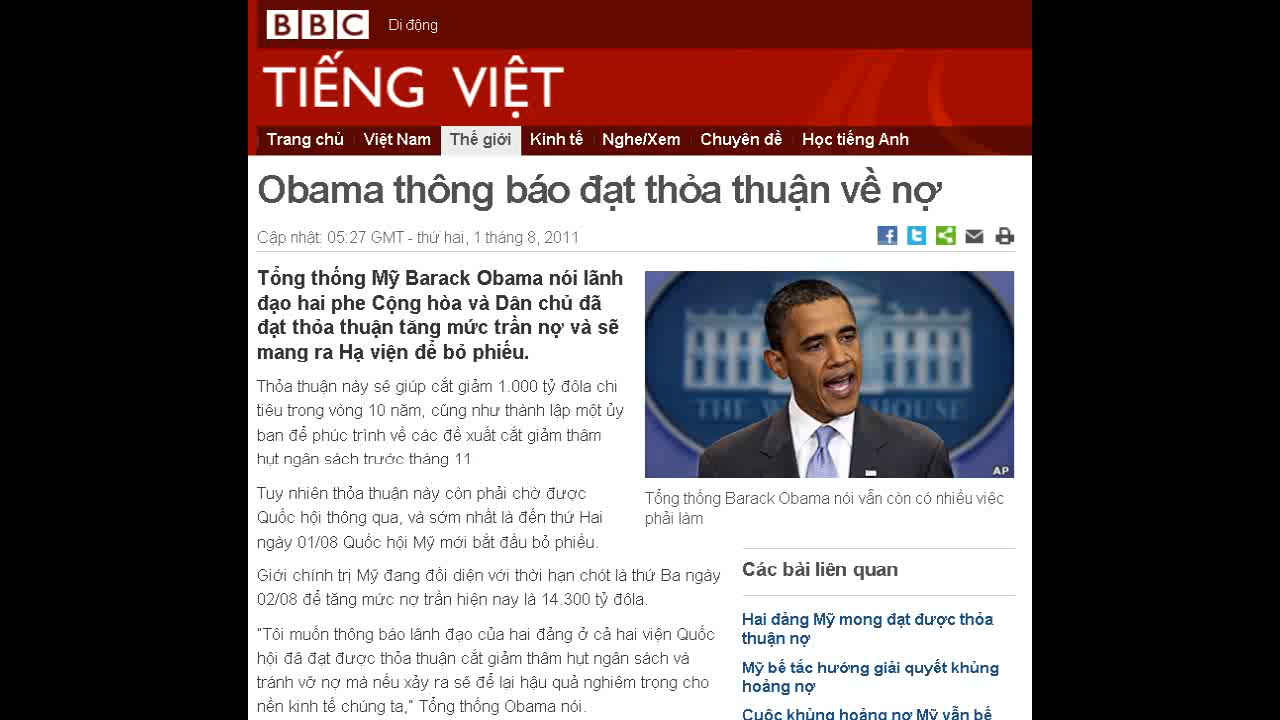 BBC Di động
TIẾNG VIỆT
Trang chủ Việt Nam Thế giới Kinh tế Nghe/Xem Chuyên đề Học tiếng Anh
Obama thông báo đạt thỏa thuận về nợ
Cập nhật: 05:27 GMT - thứ hai, 1 tháng 8, 2011
Tổng thống Mỹ Barack Obama nói lãnh
đạo hai phe Cộng hòa và Dân chủ đã
đạt thỏa thuận tăng mức trần nợ và sẽ
mang ra Hạ viện để bỏ phiếu.
Thỏa thuận này sẽ giúp cắt giảm 1.000 tỷ đôla chi
tiêu trong vòng 10 năm, cũng như thành lập một ủy
ban để phúc trình về các đề xuất cắt giảm thâm
hụt ngân sách trước tháng 11
Tuy nhiên thỏa thuận này còn phải chờ được
Quốc hội thông qua, và sớm nhất là đến thứ Hai
ngày 01/08 Quốc hội Mỹ mới bắt đầu bỏ phiếu.
Giới chính trị Mỹ đang đối diện với thời hạn chót là thứ Ba ngày
02/08 để tăng mức nợ trần hiện nay là 14.300 tỷ đôla.
"Tôi muốn thông báo lãnh đạo của hai đảng ở cả hai viện Quốc
hội đã đạt được thỏa thuận cắt giảm thâm hụt ngân sách và
tránh vỡ nợ mà nếu xảy ra sẽ để lại hậu quả nghiêm trọng cho
nền kinh tế chúng ta," Tổng thống Obama nói.
THE W HOUSE
AP
Tổng thống Barack Obama nói vẫn còn có nhiều việc
phải làm
Các bài liên quan
Hai đảng Mỹ mong đạt được thỏa
thuận nợ
Mỹ bế tắc hướng giải quyết khủng
hoảng nợ
Cuộc khủng hoảng nợ Mỹ vẫn bế